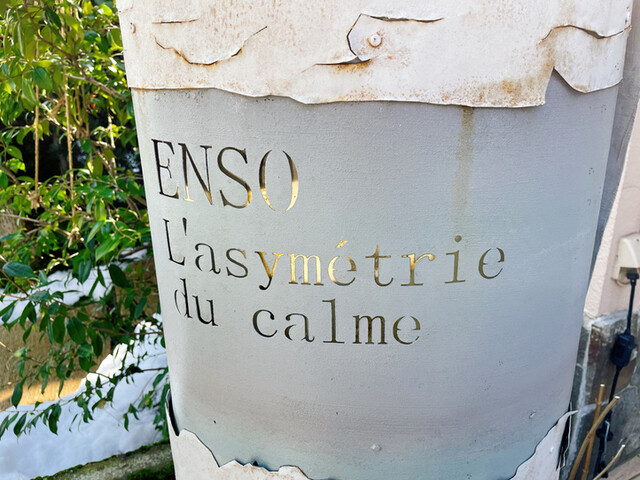 ENSO
L'asymétrie
du calme